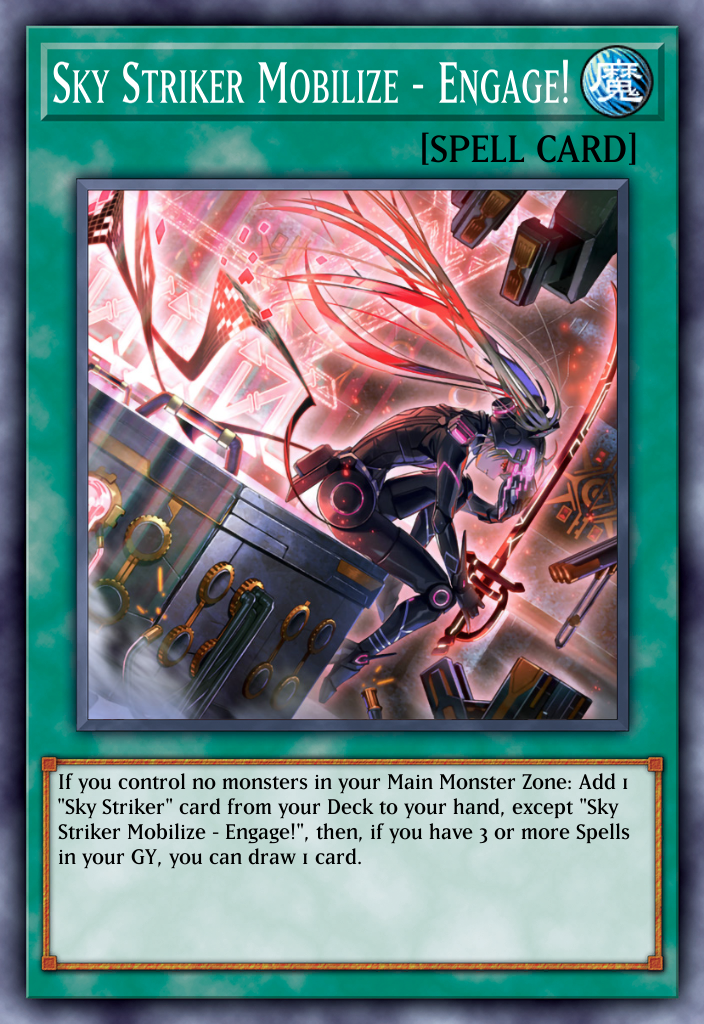 Sky Striker Mobilize - Engage!
魔
[SPELL CARD]
If you control no monsters in your Main Monster Zone: Add 1
"Sky Striker" card from your Deck to your hand, except "Sky
Striker Mobilize - Engage!", then, if you have 3 or more Spells
in your GY, you can draw 1 card.